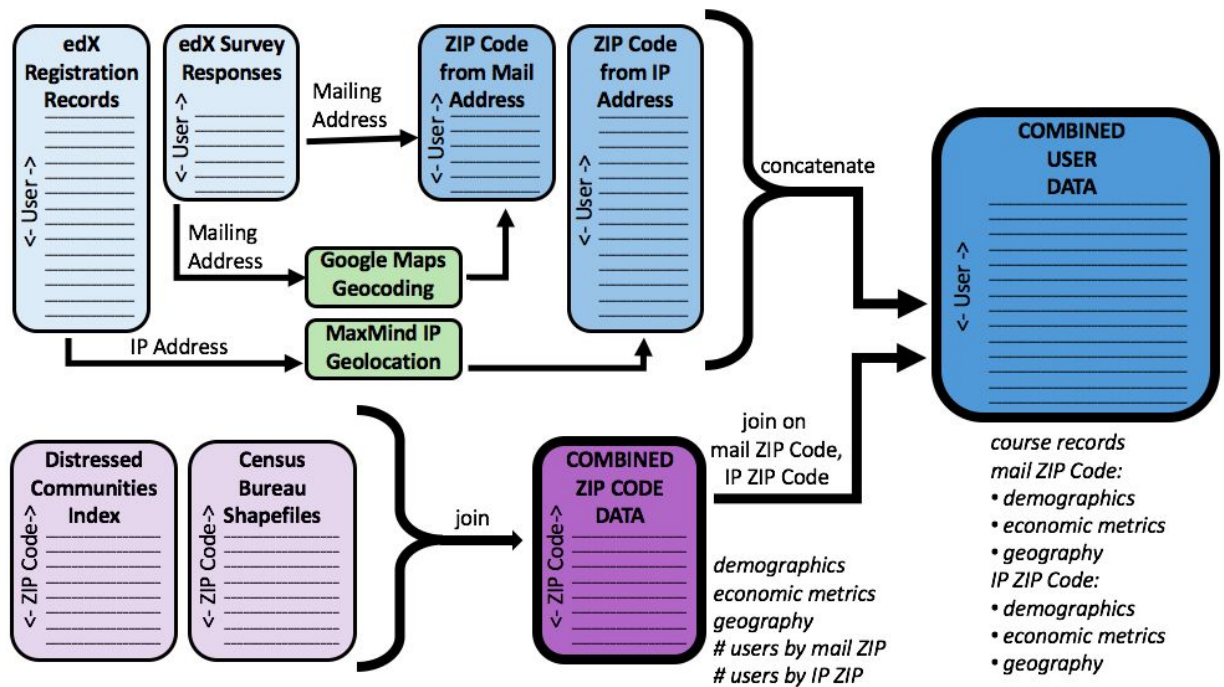 edX
Registration
Records
<- User ->
edX Survey
Responses
<- User ->
Mailing
Address
ZIP Code
from Mail
Address
<- User ->
ZIP Code
from IP
Address
<- User ->
Mailing
Address
Google Maps
Geocoding
IP Address
MaxMind IP
Geolocation
concatenate
COMBINED
USER
DATA
<- User ->
course records
mail ZIP Code:
• demographics
• economic metrics
• geography
IP ZIP Code:
• demographics
• economic metrics
• geography
Distressed
Communities
Index
<- ZIP Code->
Census
Bureau
Shapefiles
<- ZIP Code->
join
COMBINED
ZIP CODE
DATA
<- ZIP Code->
join on
mail ZIP Code,
IP ZIP Code
demographics
economic metrics
geography
# users by mail ZIP
# users by IP ZIP